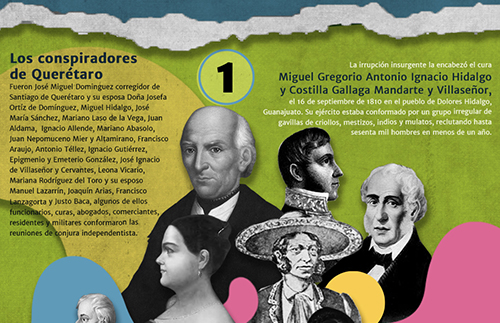 Los conspiradores
de Querétaro
Fueron José Miguel Domínguez corregidor de
Santiago de Querétaro y su esposa Doña Josefa
Ortíz de Domínguez, Miguel Hidalgo, José
María Sánchez, Mariano Laso de la Vega, Juan
Aldama, Ignacio Allende, Mariano Abasolo,
Juan Nepomuceno Mier y Altamirano, Francisco
Araujo, Antonio Téllez, Ignacio Gutiérrez,
Epigmenio y Emeterio González, José Ignacio
de Villaseñor y Cervantes, Leona Vicario,
Mariana Rodríguez del Toro y su esposo
Manuel Lazarrín, Joaquín Arias, Francisco
Lanzagorta y Justo Baca, algunos de ellos
funcionarios, curas, abogados, comerciantes,
residentes y militares conformaron las
reuniones de conjura independentista.
1
La irrupción insurgente la encabezó el cura
Miguel Gregorio Antonio Ignacio Hidalgo
y Costilla Gallaga Mandarte y Villaseñor,
el 16 de septiembre de 1810 en el pueblo de Dolores Hidalgo,
Guanajuato. Su ejército estaba conformado por un grupo irregular de
gavillas de criollos, mestizos, indios y mulatos, reclutando hasta
sesenta mil hombres en menos de un año.